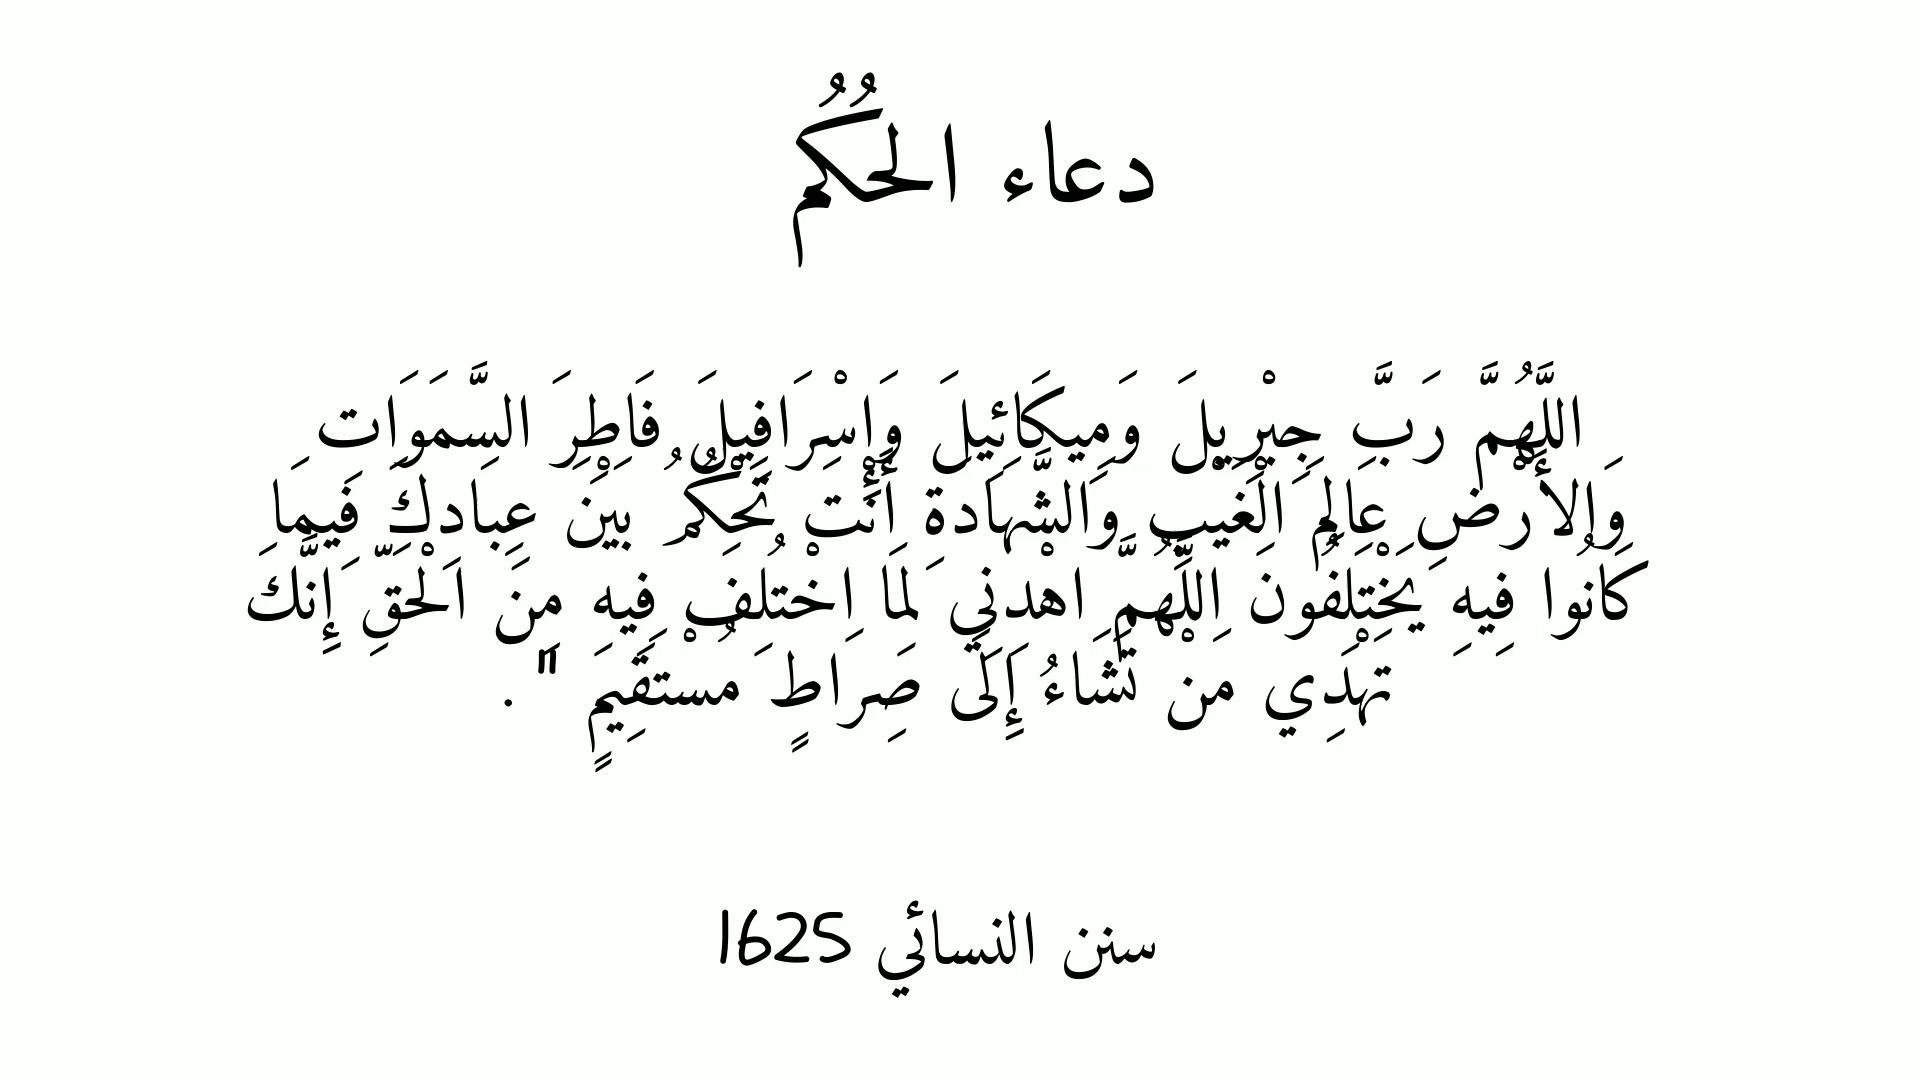 دعاء الحُكُم
اللَّهُمَّ رَبَّ جِبْرِيلَ وَمِيكَائِيلَ وَإِسْرَافِيلَ فَاطِرَ السَّمَوَاتِ
وَالأَرْضِ عَالِمَ الْغَيْبِ وَالشَّهَادَةِ أَنْتَ تَحْكُمُ بَيْنَ عِبَادِكَ فِيمَا
كَانُوا فِيهِ يَخْتَلِفُونَ اللَّهُمَّ اهْدِنِي لِمَا اخْتُلِفَ فِيهِ مِنَ الْحَقِّ إِنَّكَ
تَهْدِي مَنْ تَشَاءُ إِلَى صِرَاطٍ مُسْتَقِيمٍ " .
سنن النسائي 1625